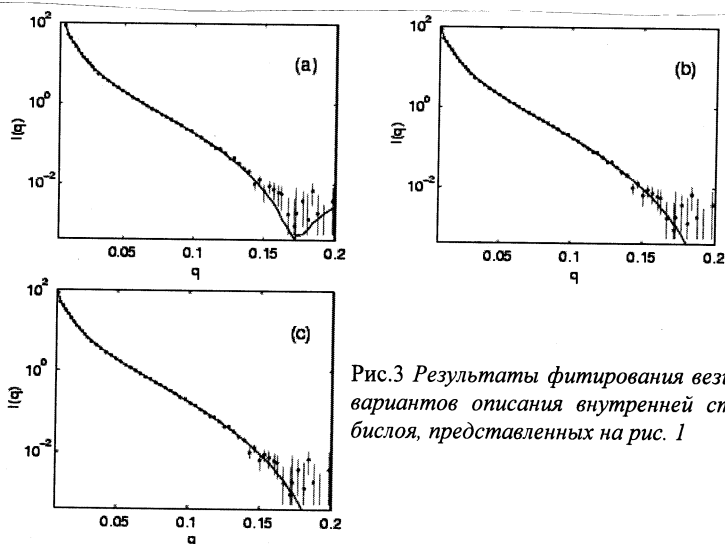 10²
10⁰
10⁻²
I(q)
(a)
0.05
0.1
0.15
0.2
q
10²
10⁰
10⁻²
I(q)
(b)
0.05
0.1
0.15
0.2
q
10²
10⁰
10⁻²
I(q)
(c)
0.05
0.1
0.15
0.2
q
Рис.3 Результаты фитирования вези
вариантов описания внутренней ст
бислоя, представленных на рис. 1